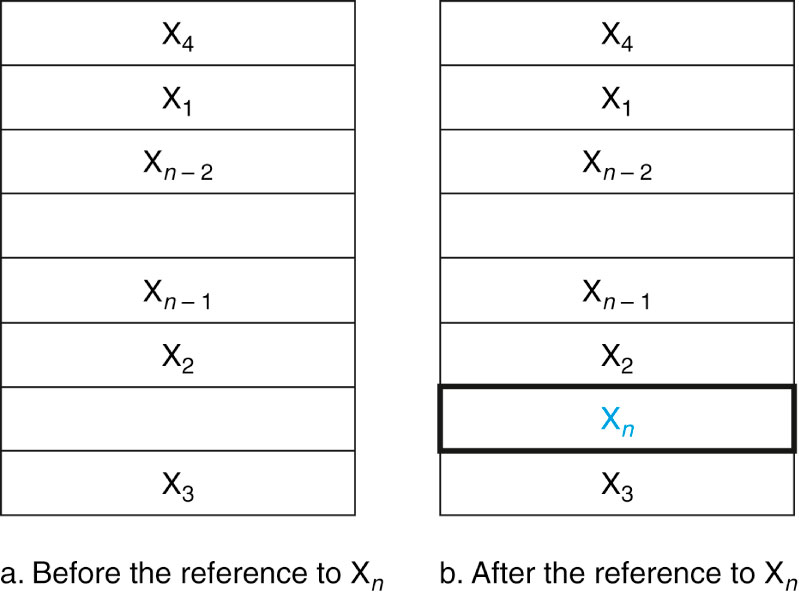 X₄ X₄
X₁ X₁
Xₙ₋₂ Xₙ₋₂
Xₙ₋₁ Xₙ₋₁
X₂ X₂
Xₙ
X₃ X₃
a. Before the reference to Xₙ b. After the reference to Xₙ